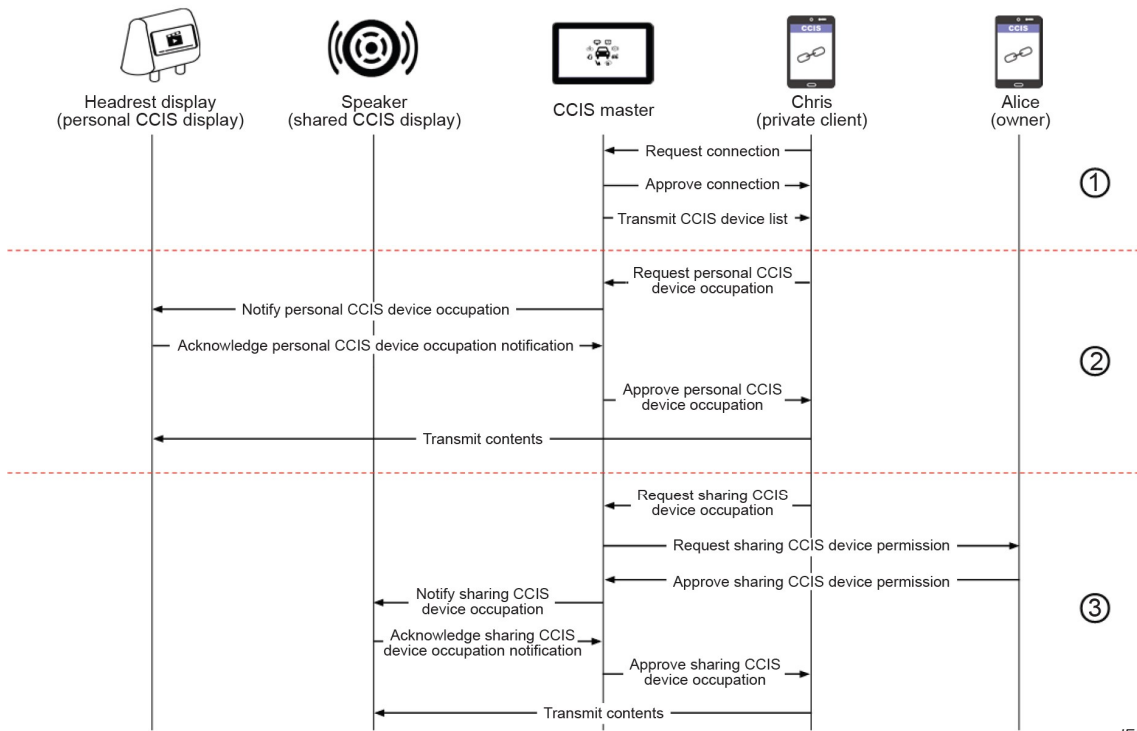 CCIS
CCIS
Headrest display
(personal CCIS display)
Speaker
(shared CCIS display)
CCIS master
Chris
(private client)
Alice
(owner)
Request connection
Approve connection
Transmit CCIS device list
①
Request personal CCIS
device occupation
Notify personal CCIS device occupation
Acknowledge personal CCIS device occupation notification
Approve personal CCIS
device occupation
Transmit contents
②
Request sharing CCIS
device occupation
Request sharing CCIS device permission
Approve sharing CCIS device permission
Notify sharing CCIS
device occupation
Acknowledge sharing CCIS
device occupation notification
Approve sharing CCIS
device occupation
Transmit contents
③